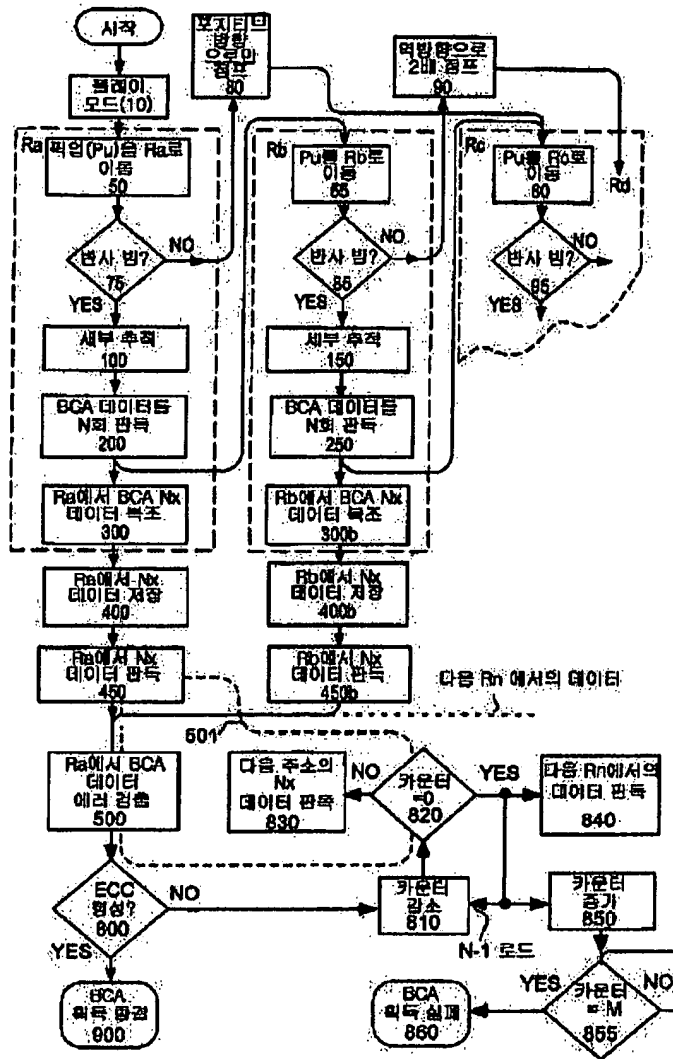 시작
플레이
모드(10)
방향
으로만
점프
80
역방향으로
2배 점프
90
Ra
픽업(Pu)을 Ra로
이동
50
Rb
Pu를 Rb로
이동
55
Rc
Pu를 Rc로
이동
60
Rd
반사 빔?
75
NO
YES
반사 빔?
85
NO
YES
반사 빔?
95
NO
YES
세부 추적
100
세부 추적
150
BCA 데이터를
N회 판독
200
BCA 데이터를
N회 판독
250
Ra에서 BCA Nx
데이터 복조
300
Rb에서 BCA Nx
데이터 복조
300b
Ra에서 Nx
데이터 저장
400
Rb에서 Nx
데이터 저장
400b
Ra에서 Nx
데이터 판독
450
Rb에서 Nx
데이터 판독
450b
다음 Rn 에서의 데이터
501
Ra에서 BCA
데이터
에러 검출
500
다음 주소의
Nx
데이터 판독
830
NO
카운터
=0
820
YES
다음 Rn에서의
데이터 판독
840
ECC
형성?
800
NO
YES
카운터
감소
810
N-1 로드
카운터
증가
850
BCA
900
BCA
획득 실패
860
YES
카운터
= M
855
NO